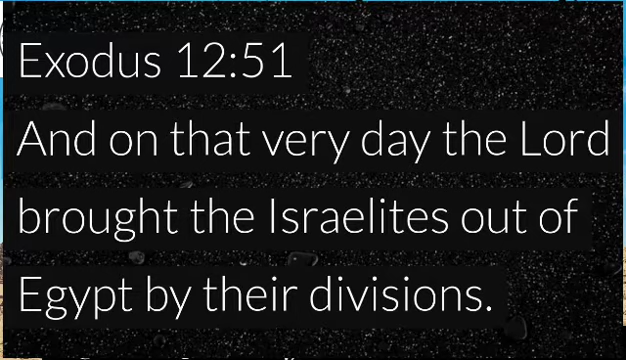 Exodus 12:51
And on that very day the Lord
brought the Israelites out of
Egypt by their divisions.